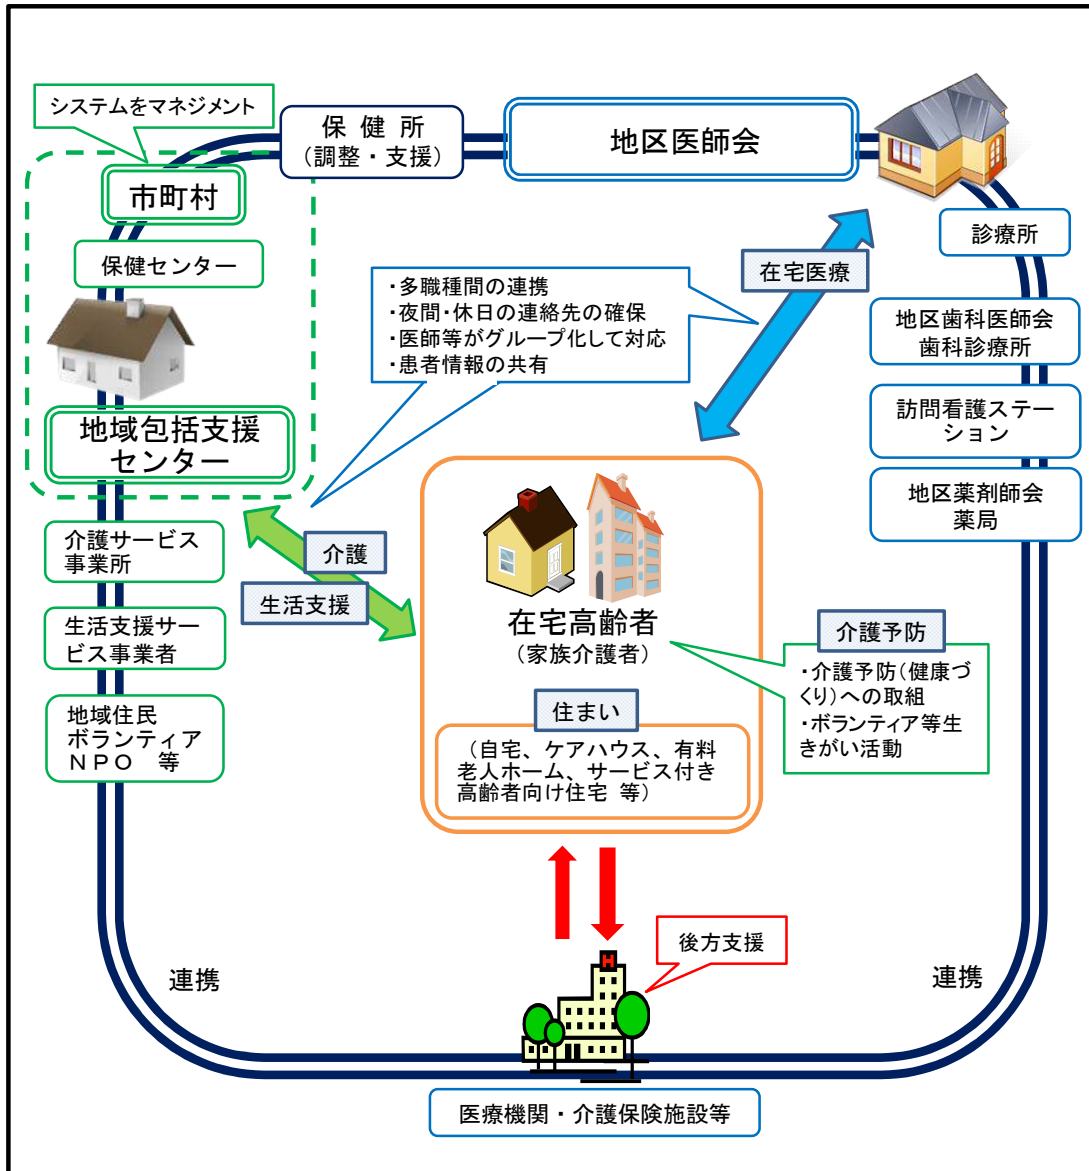 システムをマネジメント
保 健 所
（調整・支援）
地区医師会
市町村
保健センター
診療所
在宅医療
・多職種間の連携
・夜間・休日の連絡先の確保
・医師等がグループ化して対応
・患者情報の共有
地区歯科医師会
歯科診療所
訪問看護ステー
ション
地区薬剤師会
薬局
地域包括支援
センター
介護サービス
事業所
介護
生活支援
生活支援サー
ビス事業者
地域住民
ボランティア
ＮＰＯ　等
在宅高齢者
（家族介護者）
介護予防
・介護予防（健康づ
くり）への取組
・ボランティア等生
きがい活動
住まい
（自宅、ケアハウス、有料
老人ホーム、サービス付き
高齢者向け住宅 等）
後方支援
H
連携
連携
医療機関・介護保険施設等